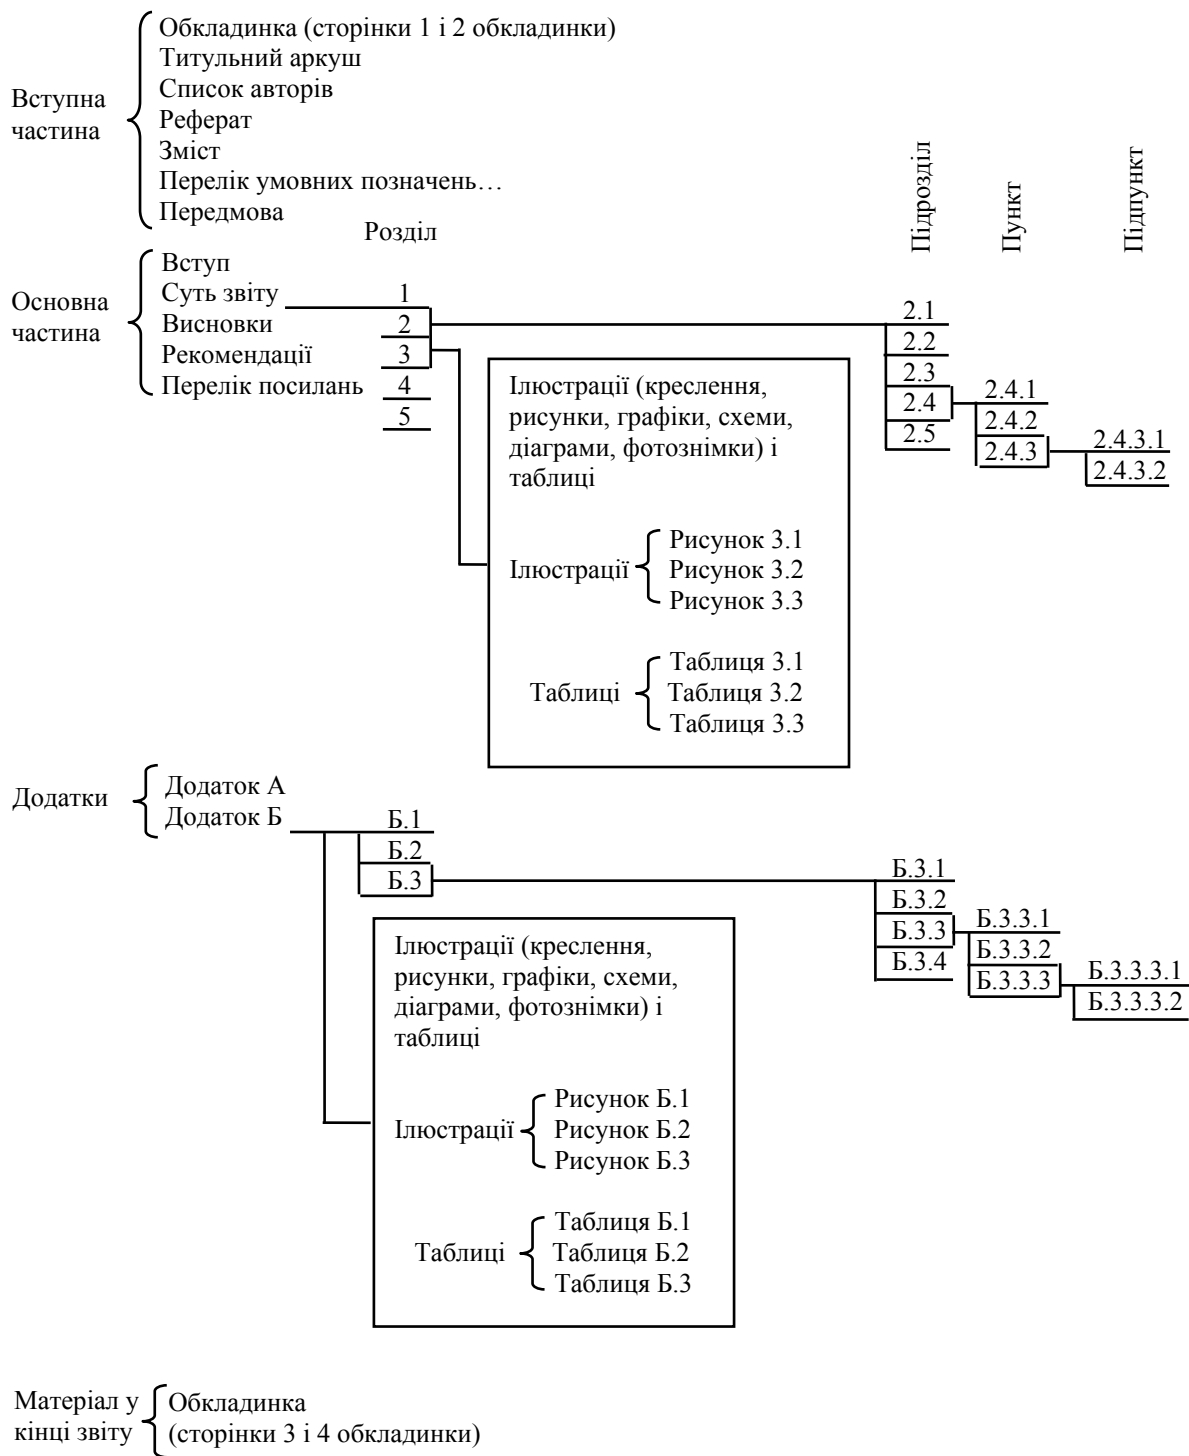 Обкладинка (сторінки 1 і 2 обкладинки)
Титульний аркуш
Список авторів
Вступна
частина
Реферат
Зміст
Перелік умовних позначень…
Передмова
Розділ
Підрозділ
Пункт
Підпункт
Основна
частина
Вступ
Суть звіту
Висновки
Рекомендації
Перелік посилань
1
2
3
4
5
2.1
2.2
2.3
2.4
2.5
2.4.1
2.4.2
2.4.3
2.4.3.1
2.4.3.2
Ілюстрації (креслення,
рисунки, графіки, схеми,
діаграми, фотознімки) і
таблиці
Ілюстрації
Рисунок 3.1
Рисунок 3.2
Рисунок 3.3
Таблиці
Таблиця 3.1
Таблиця 3.2
Таблиця 3.3
Додатки
Додаток А
Додаток Б
Б.1
Б.2
Б.3
Б.3.1
Б.3.2
Б.3.3
Б.3.4
Б.3.3.1
Б.3.3.2
Б.3.3.3
Б.3.3.3.1
Б.3.3.3.2
Ілюстрації (креслення,
рисунки, графіки, схеми,
діаграми, фотознімки) і
таблиці
Ілюстрації
Рисунок Б.1
Рисунок Б.2
Рисунок Б.3
Таблиці
Таблиця Б.1
Таблиця Б.2
Таблиця Б.3
Матеріал у
кінці звіту
Обкладинка
(сторінки 3 і 4 обкладинки)